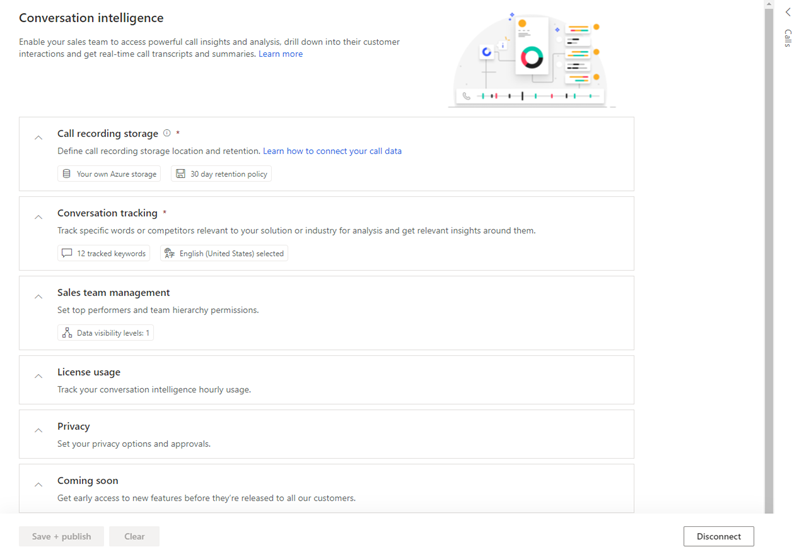 Conversation intelligence
Enable your sales team to access powerful call insights and analysis, drill down into their customer
interactions and get real-time call transcripts and summaries. Learn more
Calls
Call recording storage *
Define call recording storage location and retention. Learn how to connect your call data
Your own Azure storage 30 day retention policy
Conversation tracking *
Track specific words or competitors relevant to your solution or industry for analysis and get relevant insights around them.
12 tracked keywords English (United States) selected
Sales team management
Set top performers and team hierarchy permissions.
Data visibility levels: 1
License usage
Track your conversation intelligence hourly usage.
Privacy
Set your privacy options and approvals.
Coming soon
Get early access to new features before they're released to all our customers.
Save + publish Clear Disconnect